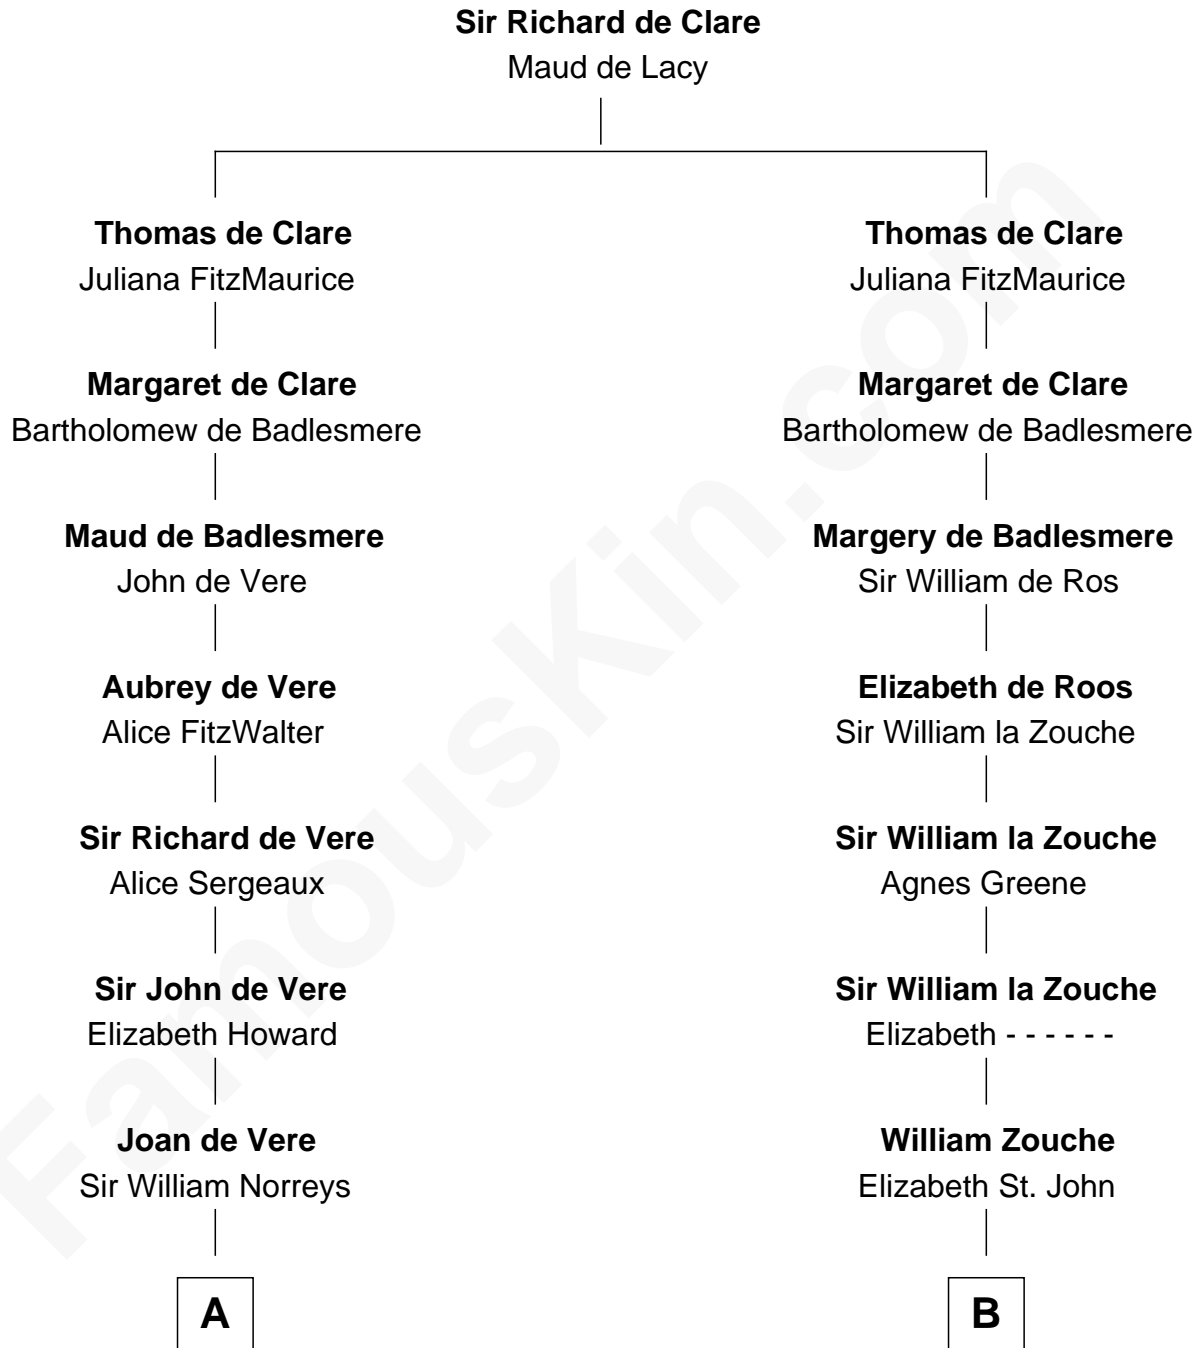 Sir Richard de Clare
Maud de Lacy
Thomas de Clare
Juliana FitzMaurice
Thomas de Clare
Juliana FitzMaurice
Margaret de Clare
Bartholomew de Badlesmere
Margaret de Clare
Bartholomew de Badlesmere
Maud de Badlesmere
John de Vere
Margery de Badlesmere
Sir William de Ros
Aubrey de Vere
Alice FitzWalter
Elizabeth de Roos
Sir William la Zouche
Sir Richard de Vere
Alice Sergeaux
Sir William la Zouche
Agnes Greene
Sir John de Vere
Elizabeth Howard
Sir William la Zouche
Elizabeth - - - - - -
Joan de Vere
Sir William Norreys
William Zouche
Elizabeth St. John
A
B
FamousKin.com